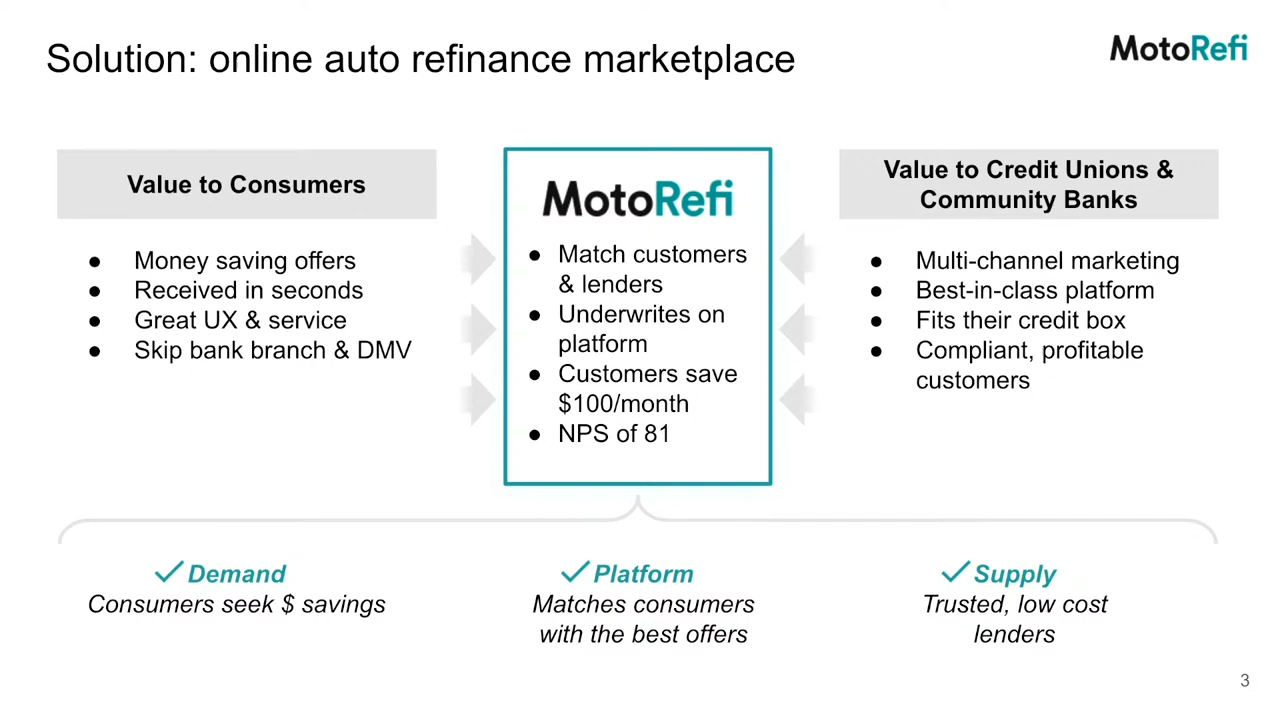 Solution: online auto refinance marketplace
MotoRefi
Value to Consumers
● Money saving offers
● Received in seconds
● Great UX & service
● Skip bank branch & DMV
MotoRefi
● Match customers
& lenders
● Underwrites on
platform
● Customers save
$100/month
● NPS of 81
Value to Credit Unions &
Community Banks
● Multi-channel marketing
● Best-in-class platform
● Fits their credit box
● Compliant, profitable
customers
✓ Demand
Consumers seek $ savings
✓ Platform
Matches consumers
with the best offers
✓ Supply
Trusted, low cost
lenders
3